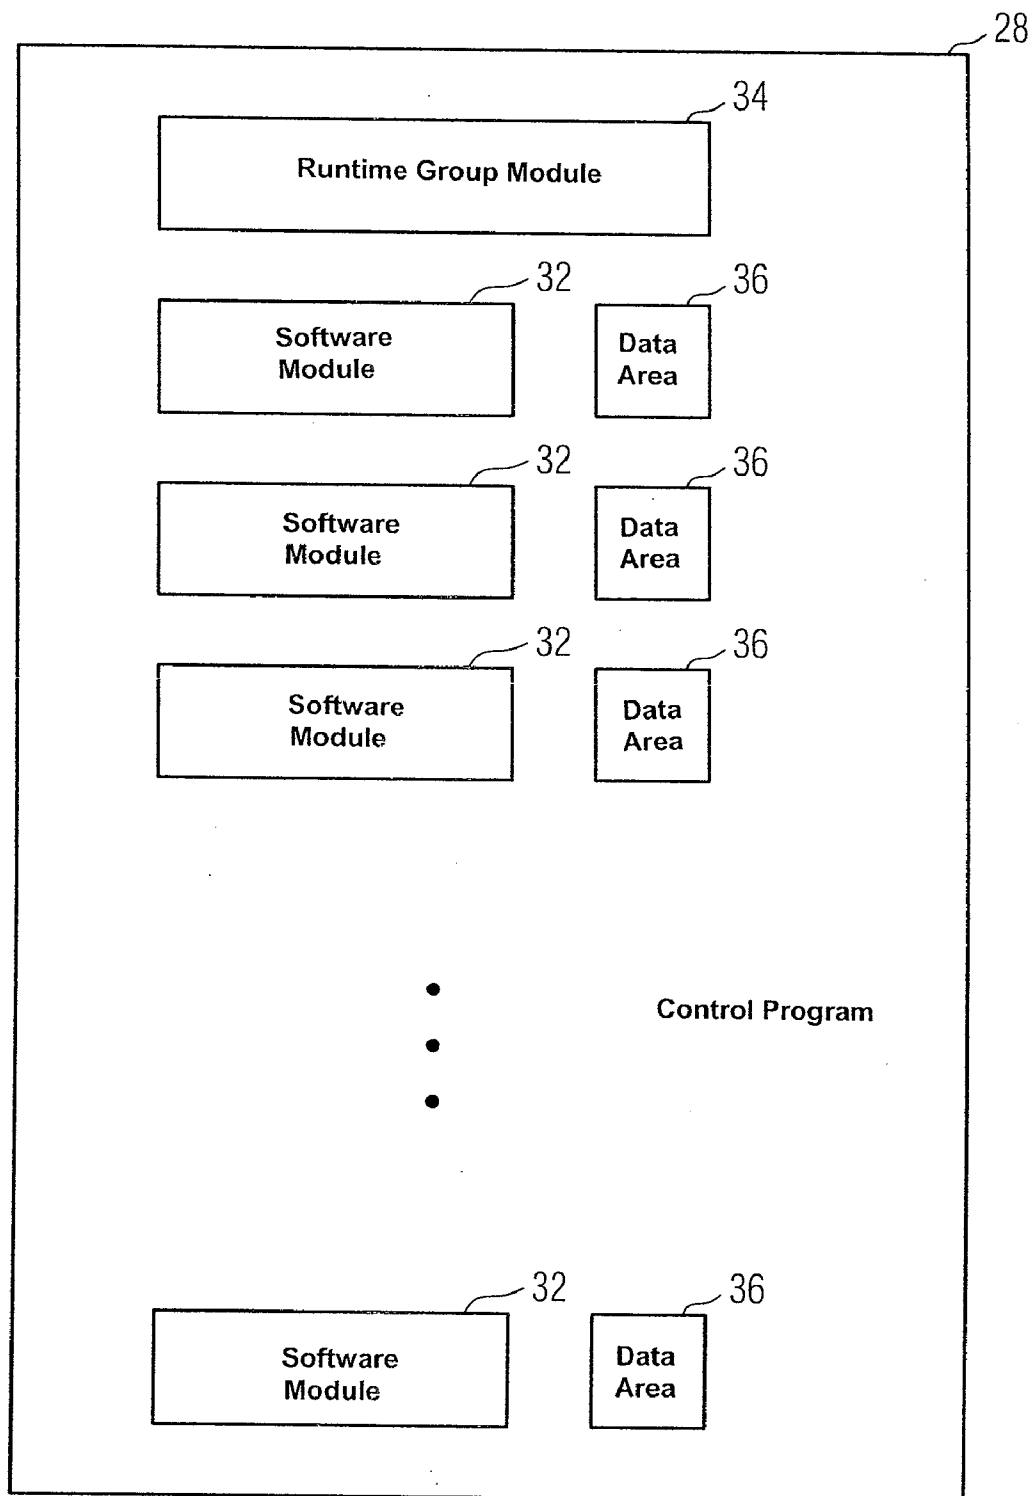 28
34
Runtime Group Module
32
36
Software
Module
Data
Area
32
36
Software
Module
Data
Area
32
36
Software
Module
Data
Area
Control Program
32
36
Software
Module
Data
Area